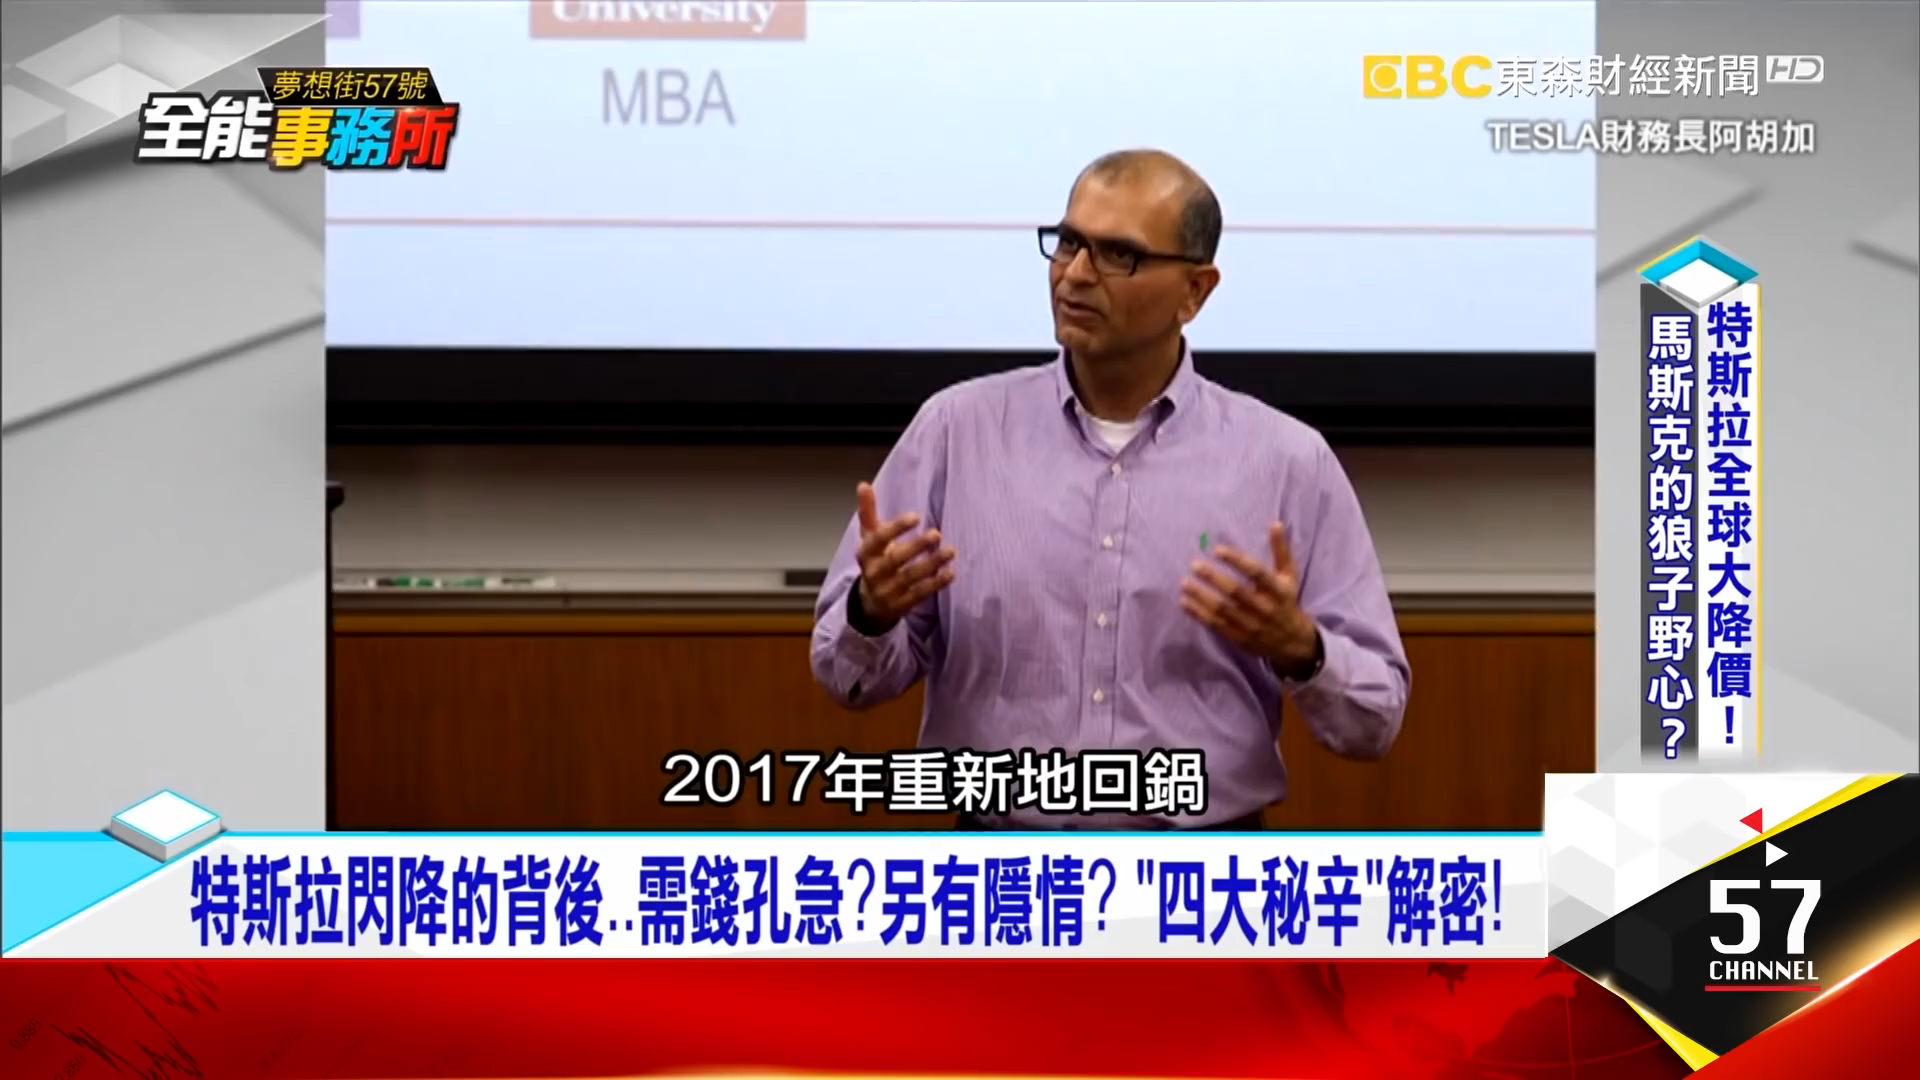 University
MBA
夢想街57號
全能事務所
EBC東森財經新聞HD
TESLA財務長阿胡加
特斯拉全球大降價！
馬斯克的狼子野心？
2017年重新地回鍋
特斯拉閃降的背後..需錢孔急?另有隱情?"四大秘辛"解密!
57
CHANNEL